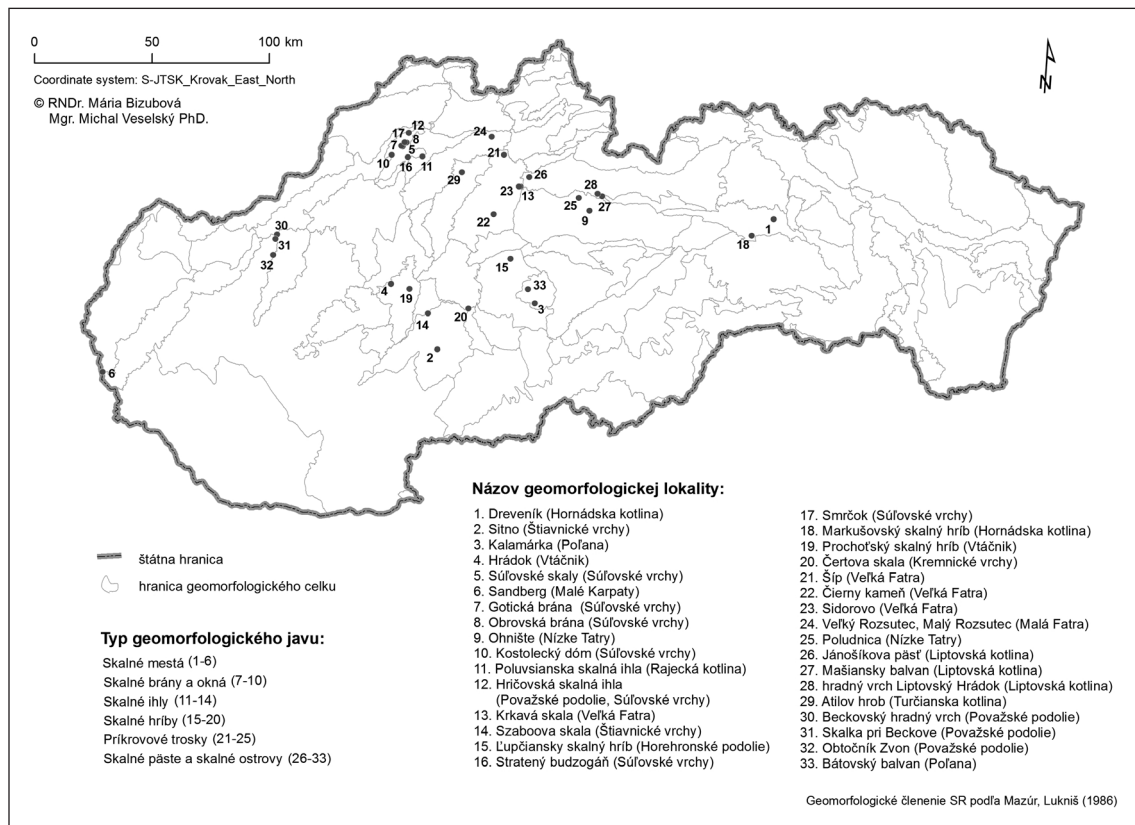 0 50 100 km
Coordinate system: S-JTSK_Krovak_East_North
© RNDr. Mária Bizubová
Mgr. Michal Veselský PhD.
N
12
17
8
7
5
10
16
11
24
21
29
26
23
13
28
25
27
9
22
1
18
30
31
32
15
4
19
33
3
14
20
2
6
štátna hranica
hranica geomorfologického celku
Typ geomorfologického javu:
Skalné mestá (1-6)
Skalné brány a okná (7-10)
Skalné ihly (11-14)
Skalné hríby (15-20)
Príkrovové trosky (21-25)
Skalné päste a skalné ostrovy (26-33)
Názov geomorfologickej lokality:
1. Dreveník (Hornádska kotlina)
2. Sitno (Štiavnické vrchy)
3. Kalamárka (Poľana)
4. Hrádok (Vtáčnik)
5. Súľovské skaly (Súľovské vrchy)
6. Sandberg (Malé Karpaty)
7. Gotická brána (Súľovské vrchy)
8. Obrovská brána (Súľovské vrchy)
9. Ohnište (Nízke Tatry)
10. Kostolecký dóm (Súľovské vrchy)
11. Poluvsianska skalná ihla (Rajecká kotlina)
12. Hričovská skalná ihla
(Považské podolie, Súľovské vrchy)
13. Krkavá skala (Veľká Fatra)
14. Szaboova skala (Štiavnické vrchy)
15. Ľupčiansky skalný hríb (Horehronské podolie)
16. Stratený budzogáň (Súľovské vrchy)
17. Smrčok (Súľovské vrchy)
18. Markušovský skalný hríb (Hornádska kotlina)
19. Prochoťský skalný hríb (Vtáčnik)
20. Čertova skala (Kremnické vrchy)
21. Šíp (Veľká Fatra)
22. Čierny kameň (Veľká Fatra)
23. Sidorovo (Veľká Fatra)
24. Veľký Rozsutec, Malý Rozsutec (Malá Fatra)
25. Poludnica (Nízke Tatry)
26. Jánošíkova päsť (Liptovská kotlina)
27. Mašiansky balvan (Liptovská kotlina)
28. hradný vrch Liptovský Hrádok (Liptovská kotlina)
29. Atilov hrob (Turčianska kotlina)
30. Beckovský hradný vrch (Považské podolie)
31. Skalka pri Beckove (Považské podolie)
32. Obtočník Zvon (Považské podolie)
33. Bátovský balvan (Poľana)
Geomorfologické členenie SR podľa Mazúr, Lukniš (1986)